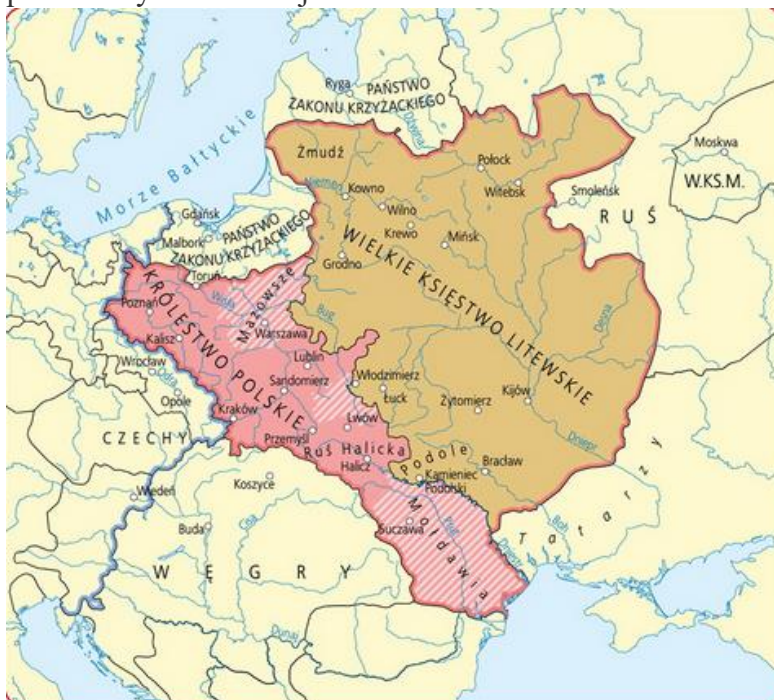 Ryga
PAŃSTWO
ZAKONU KRZYŻACKIEGO
Dźwina
Morze Bałtyckie
Żmudź
Połock
Witebsk
Moskwa
W.KS.M.
Smoleńsk
RUŚ
Niemen
Kowno
Wilno
Krewo
Mińsk
Grodno
Gdańsk
Malbork
PAŃSTWO
ZAKONU KRZYŻACKIEGO
Toruń
WIELKIE KSIĘSTWO LITEWSKIE
KRÓLESTWO POLSKIE
Mazowsze
Wisła
Bug
Desna
Poznań
Warszawa
Kalisz
Wrocław
Odra
Opole
Lublin
Sandomierz
Włodzimierz
Łuck
Żytomierz
Kijów
Dniepr
Kraków
Lwów
Przemyśl
Ruś Halicka
Halicz
Podole
Kamieniec
Podolski
Bracław
CZECHY
Wiedeń
Koszyce
Buda
Cisa
WĘGRY
Suczawa
Mołdawia
Prut
Boh
Tatarzy
Dunaj